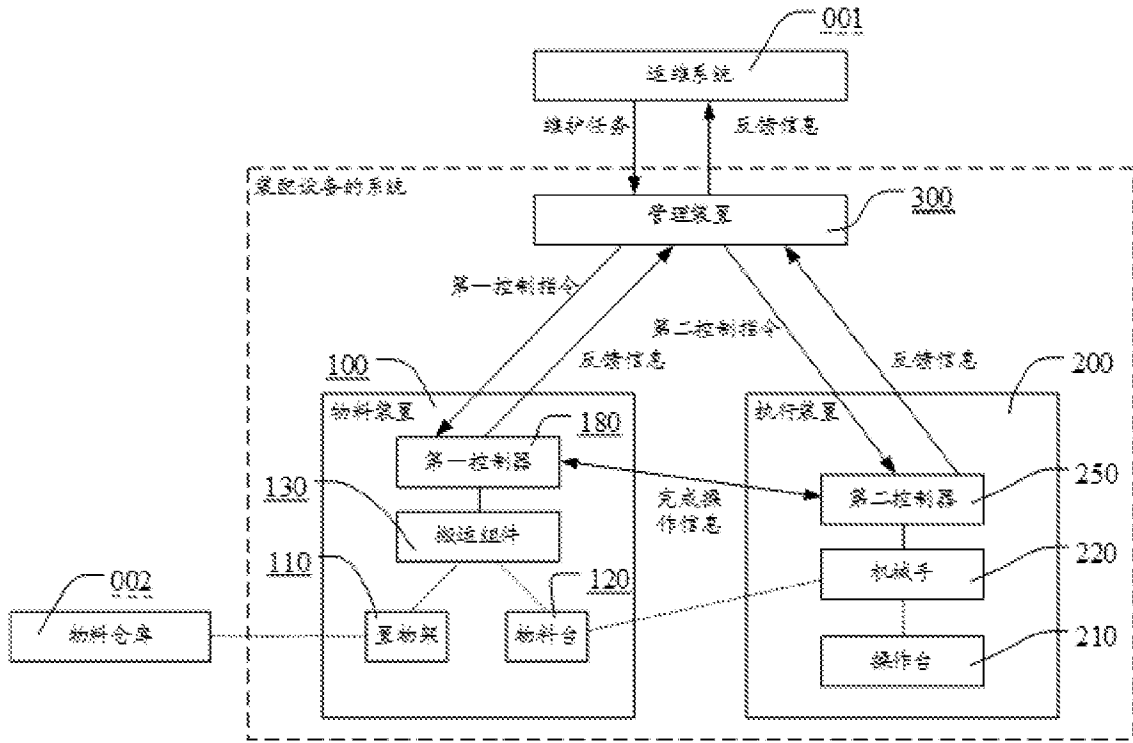 001
运维系统
维护任务
反馈信息
装配设备的系统
管理装置
300
第一控制指令
第二控制指令
反馈信息
反馈信息
100
200
物料装置
执行装置
180
第一控制器
250
第二控制器
130
完成操
作信息
搬运组件
110
120
220
机械手
002
物料仓库
置物架
物料台
210
操作台